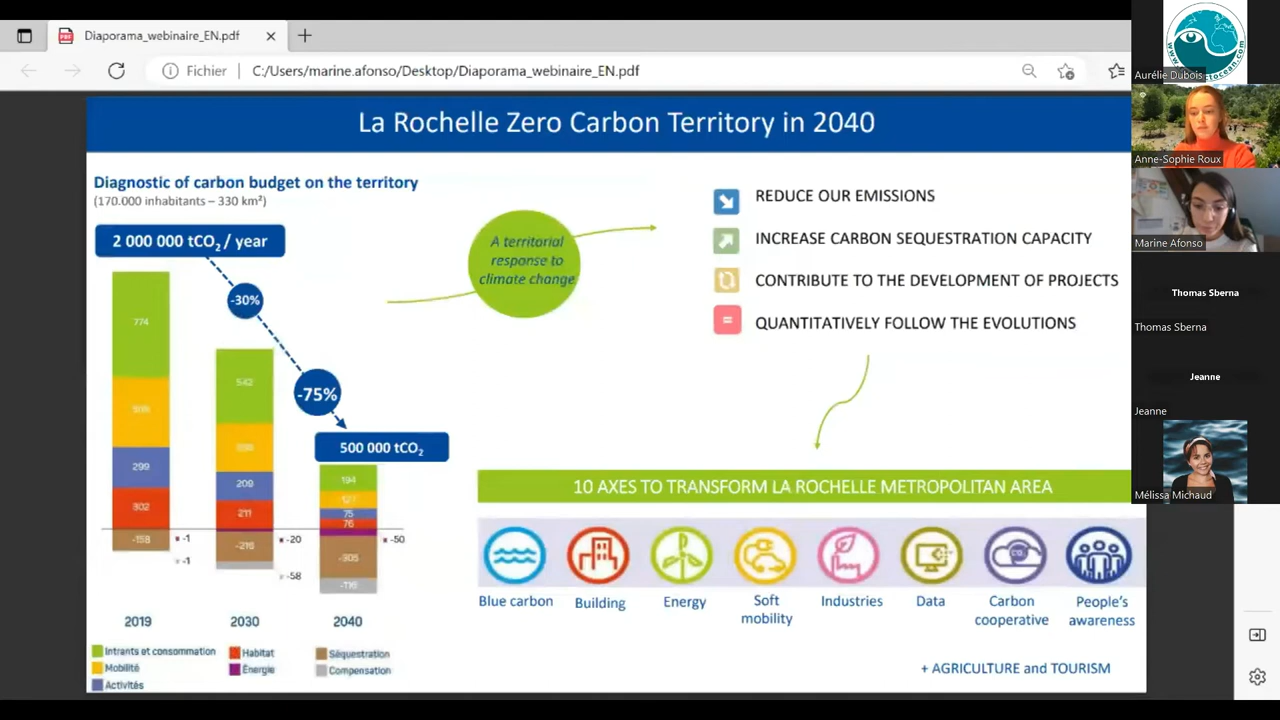 Diaporama_webinaire_EN.pdf
Fichier
C:/Users/marine.afonso/Desktop/Diaporama_webinaire_EN.pdf
La Rochelle Zero Carbon Territory in 2040
Diagnostic of carbon budget on the territory
(170.000 inhabitants – 330 km²)
2 000 000 tCO₂ / year
-30%
-75%
500 000 tCO₂
774
299
302
-158
-1
-1
542
209
211
-216
-20
-58
194
127
75
76
-305
-116
-50
2019
2030
2040
Intrants et consommation
Mobilité
Activités
Habitat
Énergie
Séquestration
Compensation
A territorial
response to
climate change
REDUCE OUR EMISSIONS
INCREASE CARBON SEQUESTRATION CAPACITY
CONTRIBUTE TO THE DEVELOPMENT OF PROJECTS
QUANTITATIVELY FOLLOW THE EVOLUTIONS
10 AXES TO TRANSFORM LA ROCHELLE METROPOLITAN AREA
Blue carbon
Building
Energy
Soft
mobility
Industries
Data
Carbon
cooperative
People's
awareness
+ AGRICULTURE and TOURISM
Aurélie Dubois
Anne-Sophie Roux
Marine Afonso
Thomas Sberna
Thomas Sberna
Jeanne
Jeanne
Mélissa Michaud